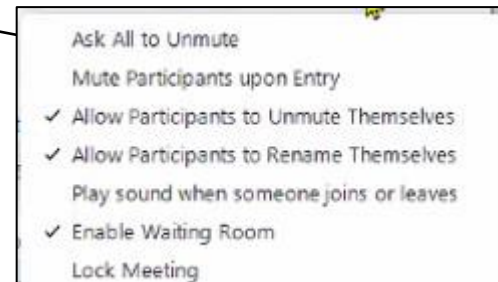 Ask All to Unmute
Mute Participants upon Entry
✓ Allow Participants to Unmute Themselves
✓ Allow Participants to Rename Themselves
Play sound when someone joins or leaves
✓ Enable Waiting Room
Lock Meeting